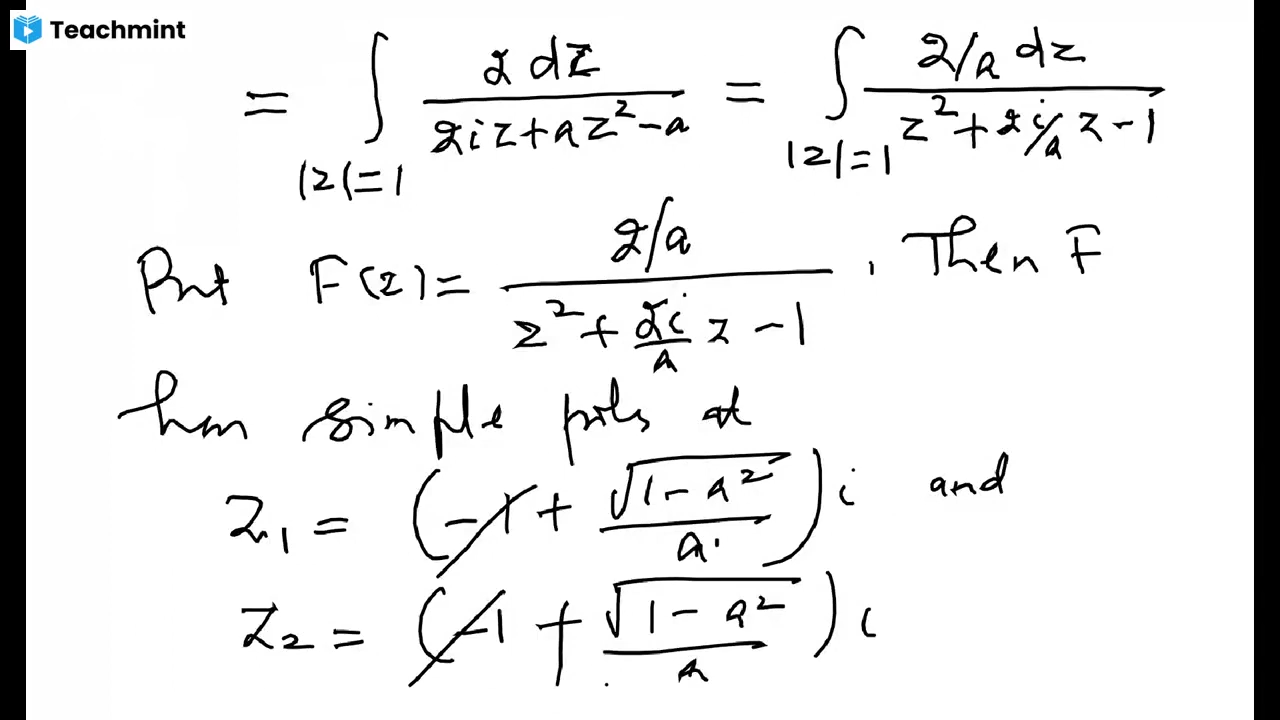 Teachmint
= ∫_{|z|=1} 2 dz / (2iz + az² - a) = ∫_{|z|=1} 2/a dz / (z² + 2i/a z - 1)
Put F(z) = (2/a) / (z² + (2i/a) z - 1) . Then F
has simple poles at
Z₁ = (-1 + √(1-a²) / a) i and
Z₂ = (-1 + √(1-a²) / a) i